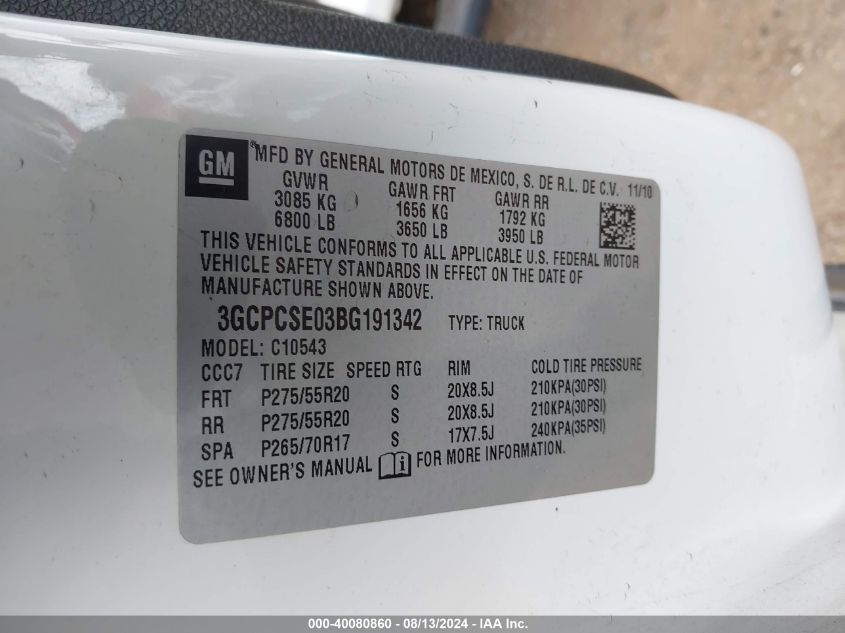 GM
MFD BY GENERAL MOTORS DE MEXICO, S. DE R.L. DE C.V. 11/10
GVWR GAWR FRT GAWR RR
3085 KG 1656 KG 1792 KG
6800 LB 3650 LB 3950 LB
THIS VEHICLE CONFORMS TO ALL APPLICABLE U.S. FEDERAL MOTOR
VEHICLE SAFETY STANDARDS IN EFFECT ON THE DATE OF
MANUFACTURE SHOWN ABOVE.
3GCPCSE03BG191342 TYPE: TRUCK
MODEL: C10543
CCC7 TIRE SIZE SPEED RTG RIM COLD TIRE PRESSURE
FRT P275/55R20 S 20X8.5J 210KPA(30PSI)
RR P275/55R20 S 20X8.5J 210KPA(30PSI)
SPA P265/70R17 S 17X7.5J 240KPA(35PSI)
SEE OWNER'S MANUAL i FOR MORE INFORMATION.
000-40080860 - 08/13/2024 - IAA Inc.